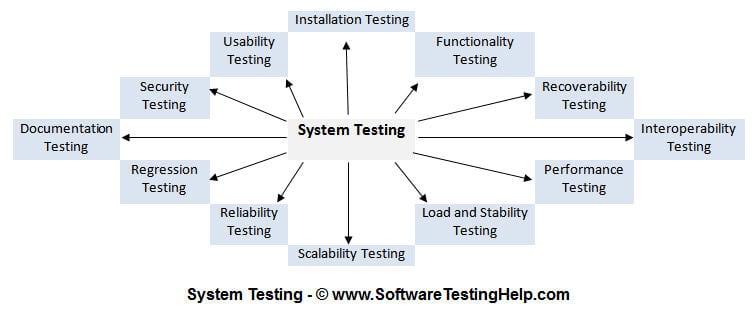 Installation Testing
Usability
Testing
Functionality
Testing
Security
Testing
Recoverability
Testing
Documentation
Testing
System Testing
Interoperability
Testing
Regression
Testing
Performance
Testing
Reliability
Testing
Load and Stability
Testing
Scalability Testing
System Testing - © www.SoftwareTestingHelp.com